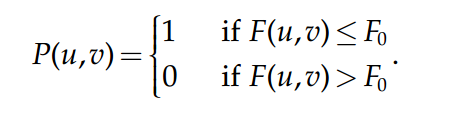 P(u,v) = {1 if F(u,v) ≤ F₀
0 if F(u,v) > F₀.